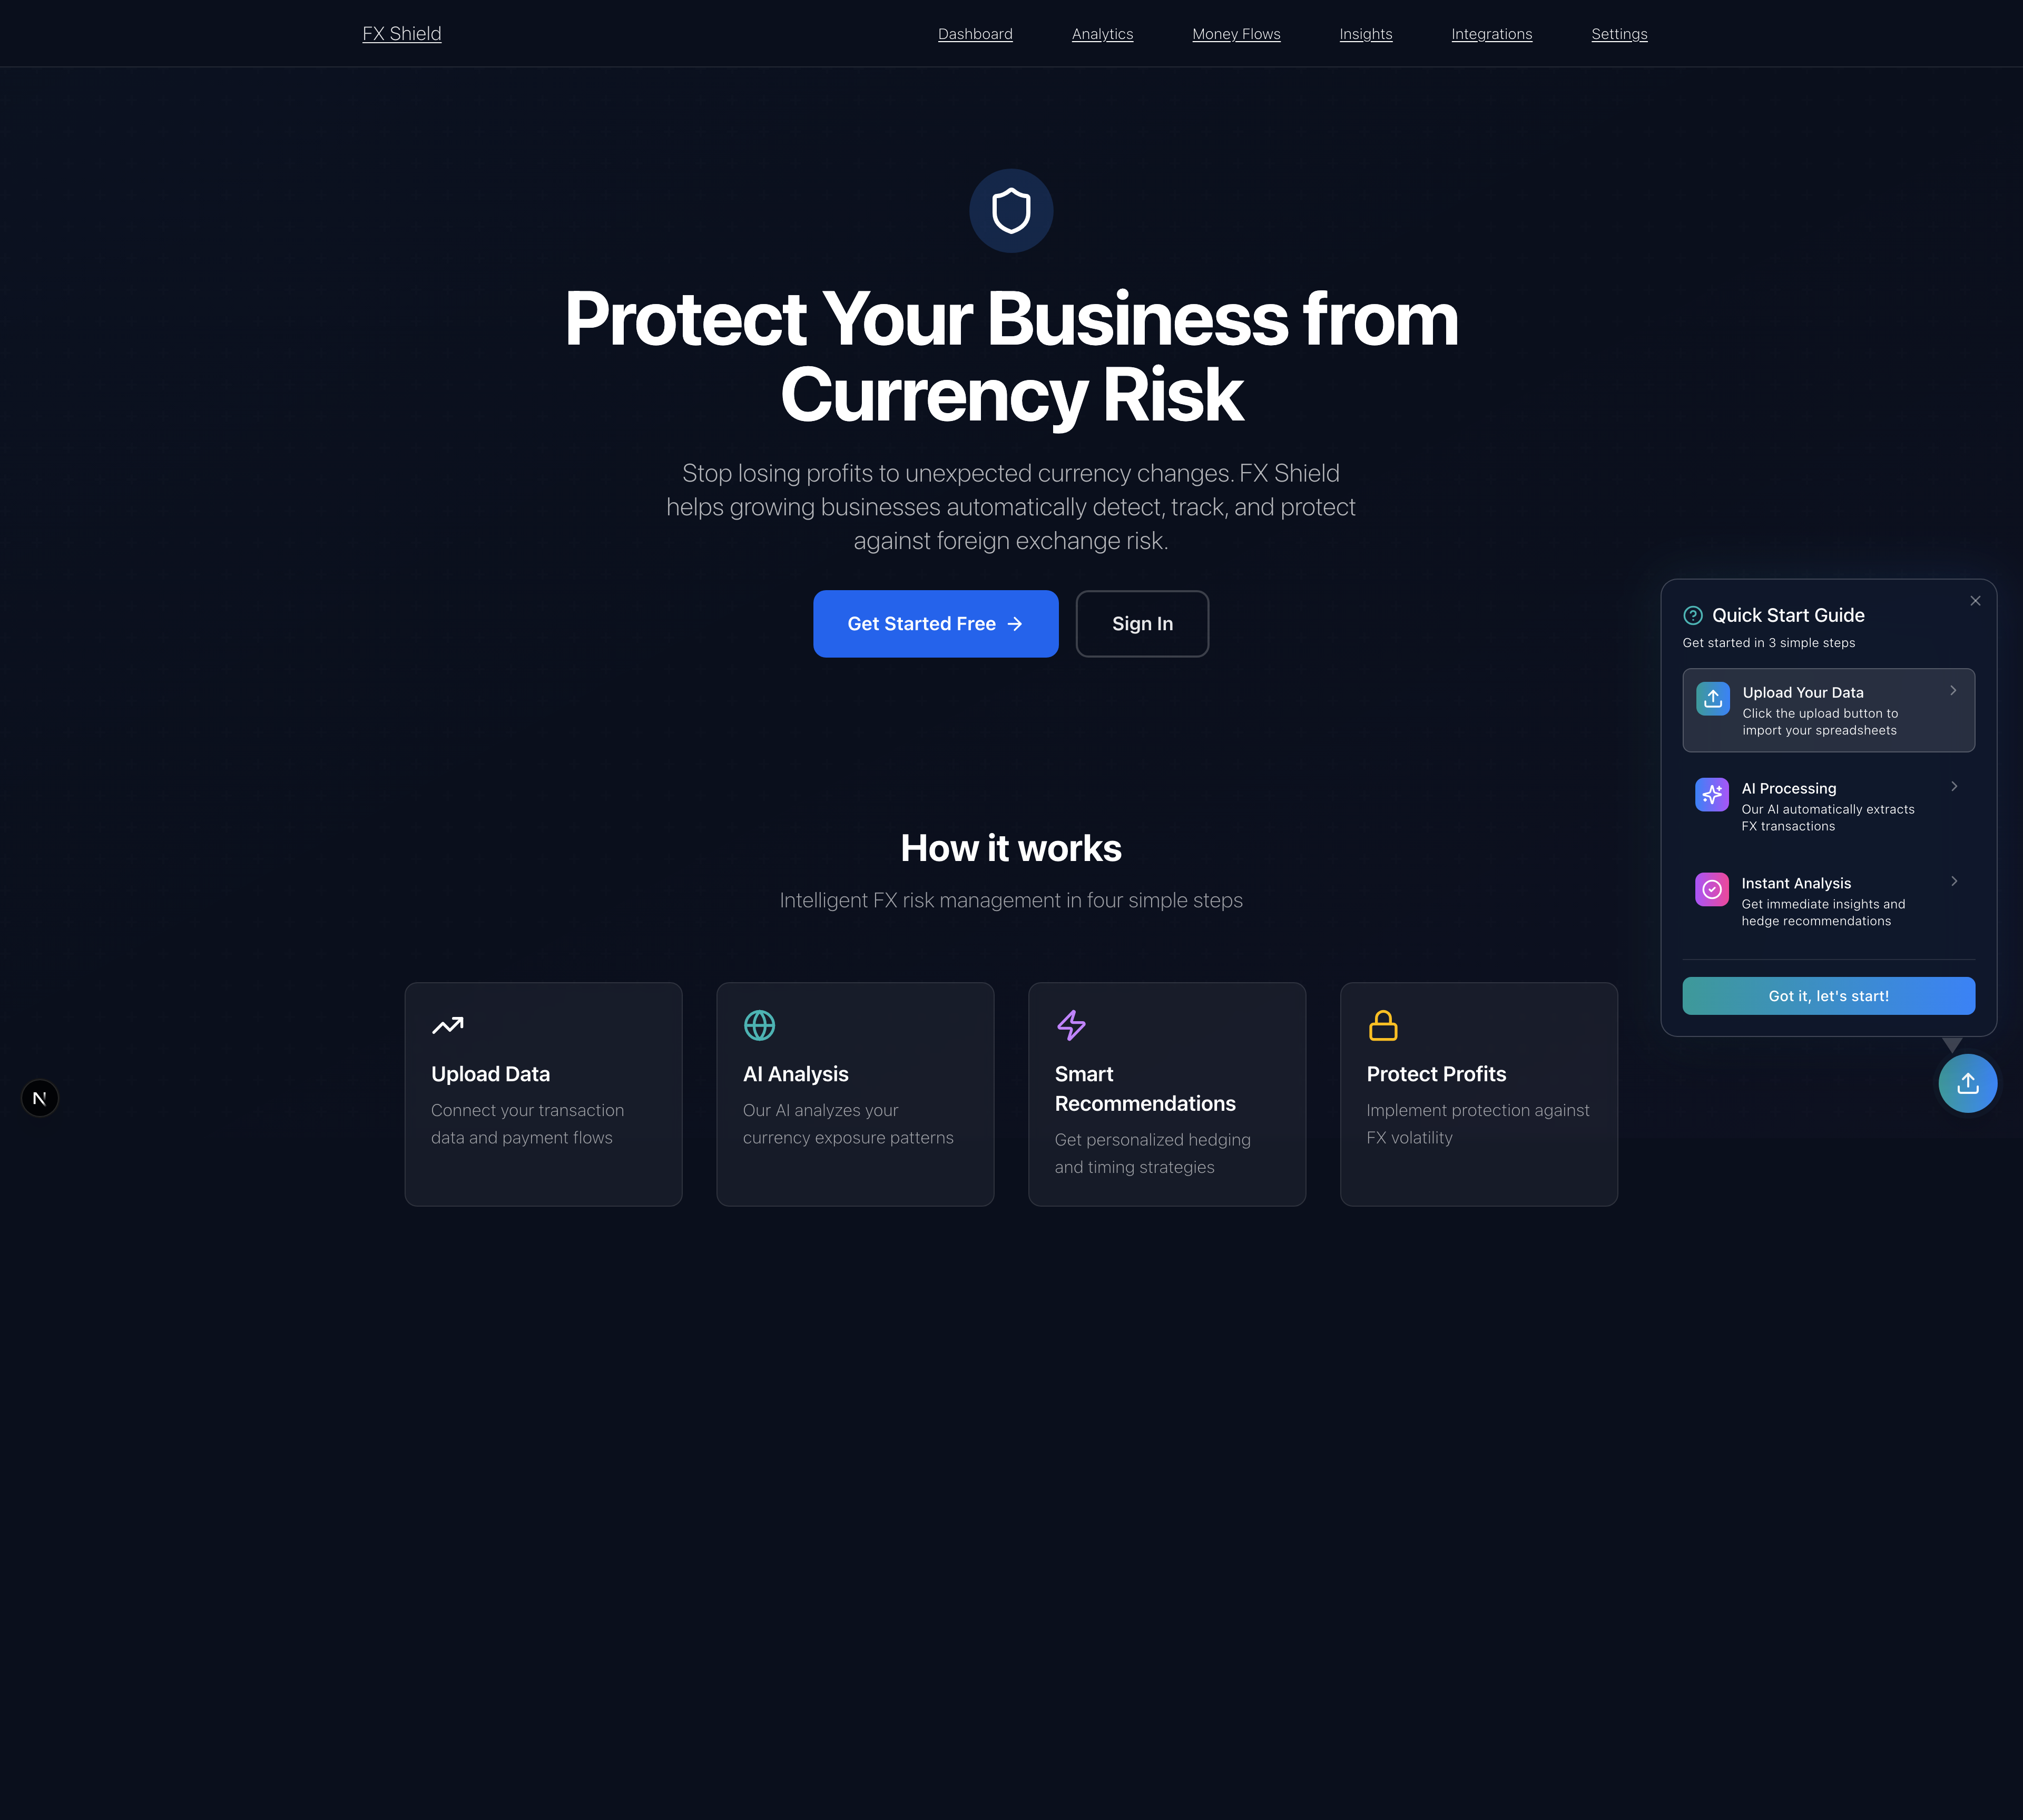 FX Shield
Dashboard
Analytics
Money Flows
Insights
Integrations
Settings
Protect Your Business from
Currency Risk
Stop losing profits to unexpected currency changes. FX Shield
helps growing businesses automatically detect, track, and protect
against foreign exchange risk.
Get Started Free
Sign In
Quick Start Guide
Get started in 3 simple steps
Upload Your Data
Click the upload button to
import your spreadsheets
AI Processing
Our AI automatically extracts
FX transactions
Instant Analysis
Get immediate insights and
hedge recommendations
Got it, let's start!
How it works
Intelligent FX risk management in four simple steps
Upload Data
Connect your transaction
data and payment flows
AI Analysis
Our AI analyzes your
currency exposure patterns
Smart
Recommendations
Get personalized hedging
and timing strategies
Protect Profits
Implement protection against
FX volatility
N